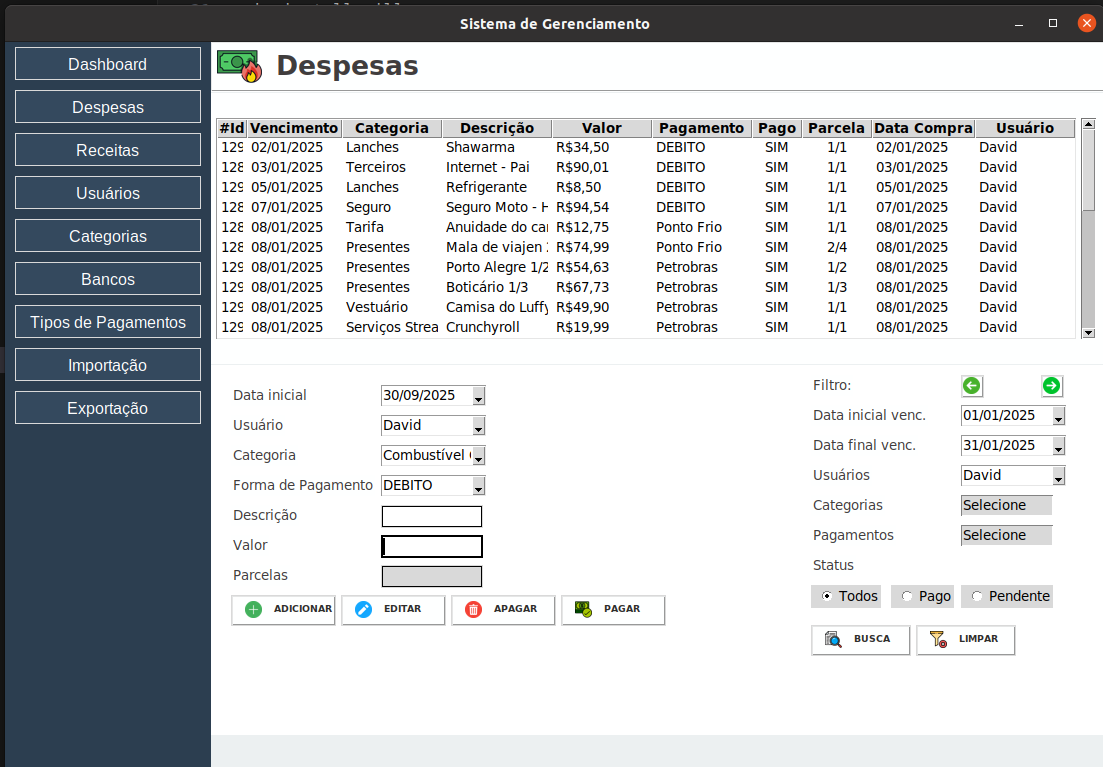 Sistema de Gerenciamento
Dashboard
Despesas
Receitas
Usuários
Categorias
Bancos
Tipos de Pagamentos
Importação
Exportação
Despesas
#Id Vencimento Categoria Descrição Valor Pagamento Pago Parcela Data Compra Usuário
129 02/01/2025 Lanches Shawarma R$34,50 DEBITO SIM 1/1 02/01/2025 David
128 03/01/2025 Terceiros Internet - Pai R$90,01 DEBITO SIM 1/1 03/01/2025 David
129 05/01/2025 Lanches Refrigerante R$8,50 DEBITO SIM 1/1 05/01/2025 David
128 07/01/2025 Seguro Seguro Moto - H R$94,54 DEBITO SIM 1/1 07/01/2025 David
128 08/01/2025 Tarifa Anuidade do car R$12,75 Ponto Frio SIM 1/1 08/01/2025 David
128 08/01/2025 Presentes Mala de viajen R$74,99 Ponto Frio SIM 2/4 08/01/2025 David
129 08/01/2025 Presentes Porto Alegre 1/2 R$54,63 Petrobras SIM 1/2 08/01/2025 David
128 08/01/2025 Presentes Boticário 1/3 R$67,73 Petrobras SIM 1/3 08/01/2025 David
129 08/01/2025 Vestuário Camisa do Luffy R$49,90 Petrobras SIM 1/1 08/01/2025 David
129 08/01/2025 Serviços Strea Crunchyroll R$19,99 Petrobras SIM 1/1 08/01/2025 David
Data inicial 30/09/2025
Usuário David
Categoria Combustível
Forma de Pagamento DEBITO
Descrição
Valor
Parcelas
ADICIONAR EDITAR APAGAR PAGAR
Filtro:
Data inicial venc. 01/01/2025
Data final venc. 31/01/2025
Usuários David
Categorias Selecione
Pagamentos Selecione
Status
Todos Pago Pendente
BUSCA LIMPAR